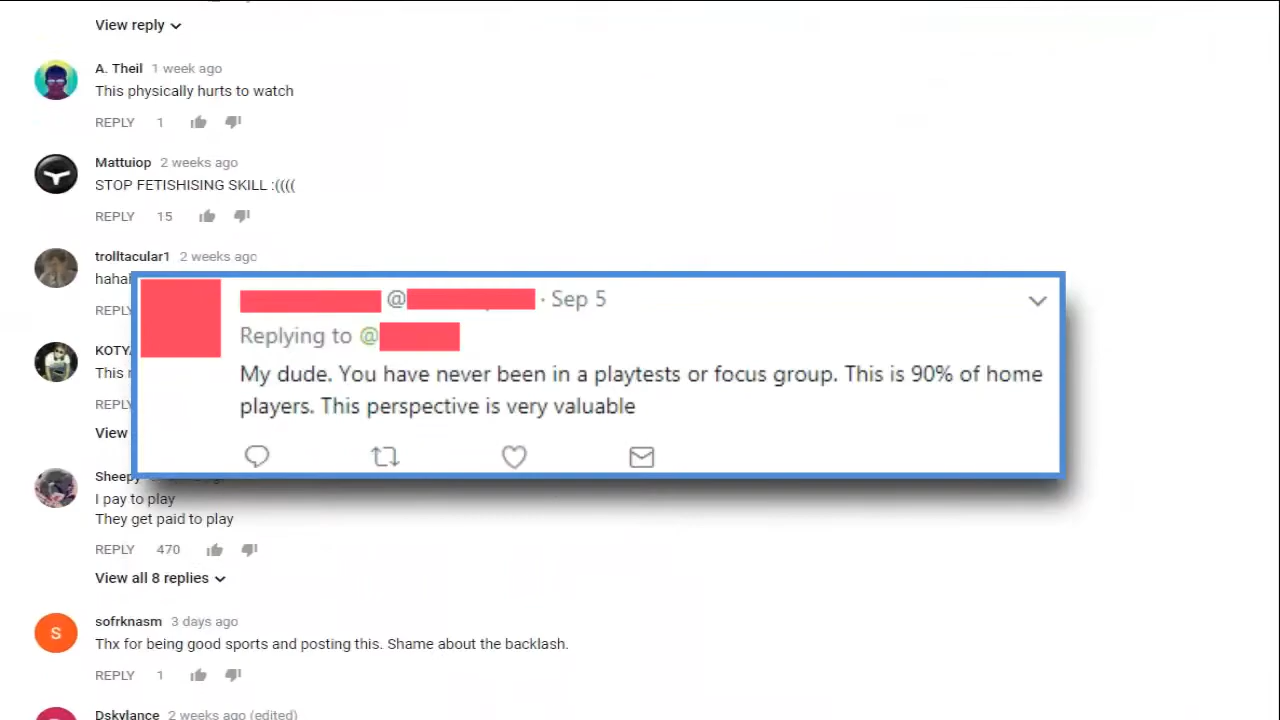 View reply
A. Theil 1 week ago
This physically hurts to watch
REPLY 1
Mattuiop 2 weeks ago
STOP FETISHISING SKILL :((((
REPLY 15
trolltacular1 2 weeks ago
REPLY
@ · Sep 5
Replying to @
My dude. You have never been in a playtests or focus group. This is 90% of home
players. This perspective is very valuable
KOTY
This
REPLY
View
Sheepy
I pay to play
They get paid to play
REPLY 470
View all 8 replies
S
sofrknasm 3 days ago
Thx for being good sports and posting this. Shame about the backlash.
REPLY 1
Dskylance 2 weeks ago (edited)